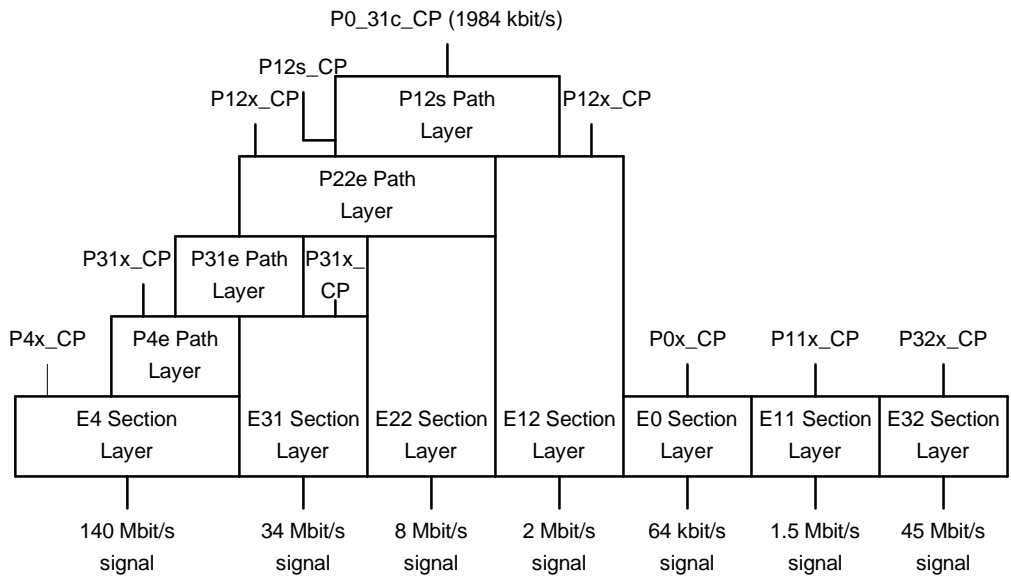 P0_31c_CP (1984 kbit/s)
P12s_CP
P12x_CP
P12s Path
Layer
P12x_CP
P22e Path
Layer
P31x_CP
P31e Path
Layer
P31x_
CP
P4x_CP
P4e Path
Layer
P0x_CP
P11x_CP
P32x_CP
E4 Section
Layer
E31 Section
Layer
E22 Section
Layer
E12 Section
Layer
E0 Section
Layer
E11 Section
Layer
E32 Section
Layer
140 Mbit/s
signal
34 Mbit/s
signal
8 Mbit/s
signal
2 Mbit/s
signal
64 kbit/s
signal
1.5 Mbit/s
signal
45 Mbit/s
signal